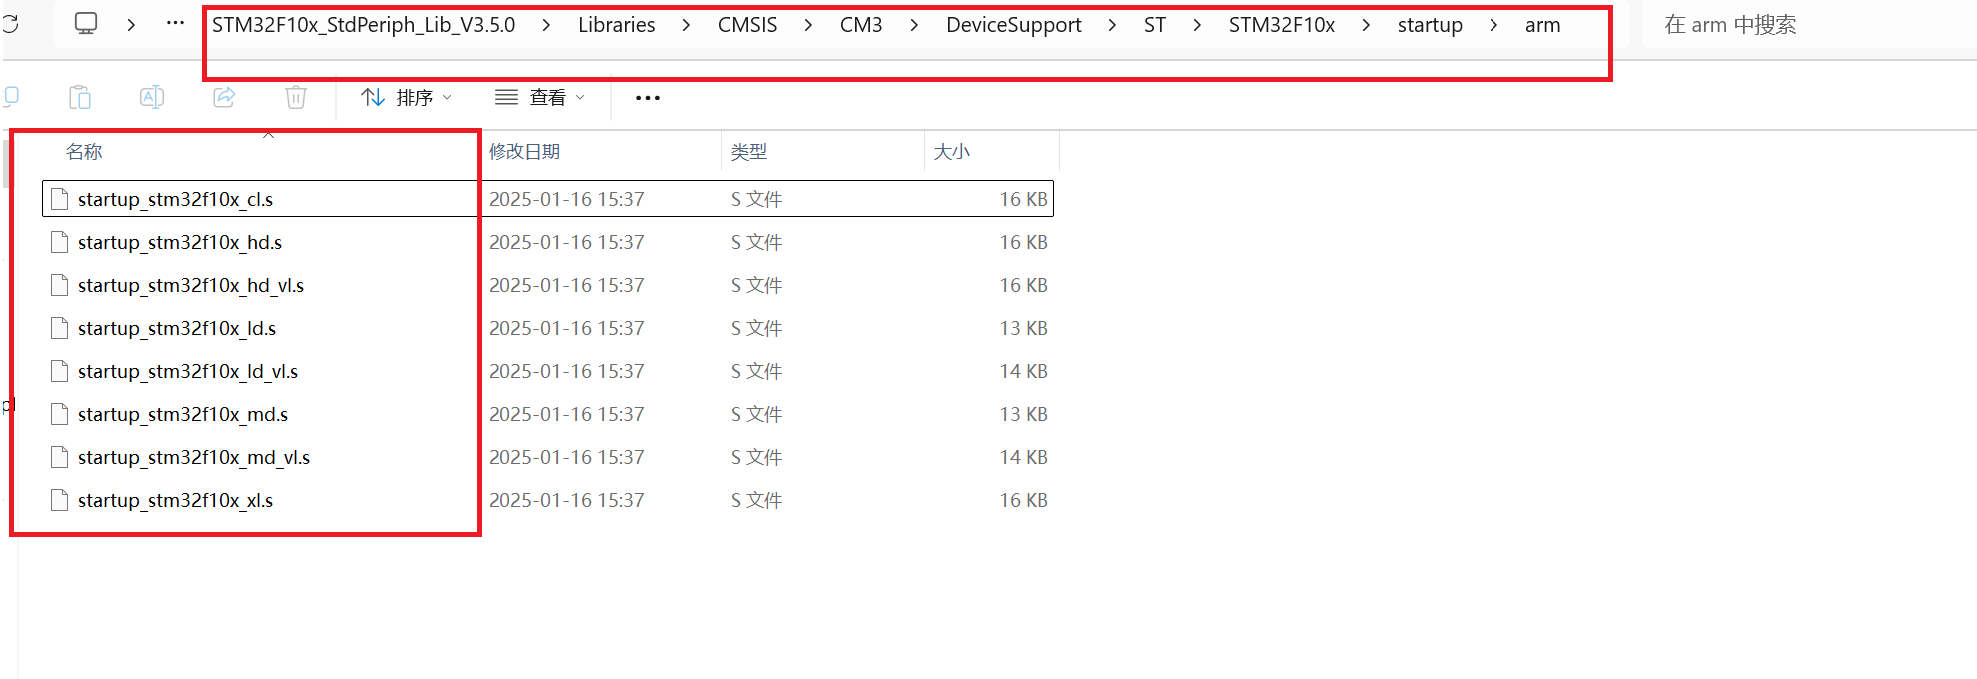 STM32F10x_StdPeriph_Lib_V3.5.0 > Libraries > CMSIS > CM3 > DeviceSupport > ST > STM32F10x > startup > arm 在 arm 中搜索
排序 查看
名称 修改日期 类型 大小
startup_stm32f10x_cl.s 2025-01-16 15:37 S 文件 16 KB
startup_stm32f10x_hd.s 2025-01-16 15:37 S 文件 16 KB
startup_stm32f10x_hd_vl.s 2025-01-16 15:37 S 文件 16 KB
startup_stm32f10x_ld.s 2025-01-16 15:37 S 文件 13 KB
startup_stm32f10x_ld_vl.s 2025-01-16 15:37 S 文件 14 KB
startup_stm32f10x_md.s 2025-01-16 15:37 S 文件 13 KB
startup_stm32f10x_md_vl.s 2025-01-16 15:37 S 文件 14 KB
startup_stm32f10x_xl.s 2025-01-16 15:37 S 文件 16 KB